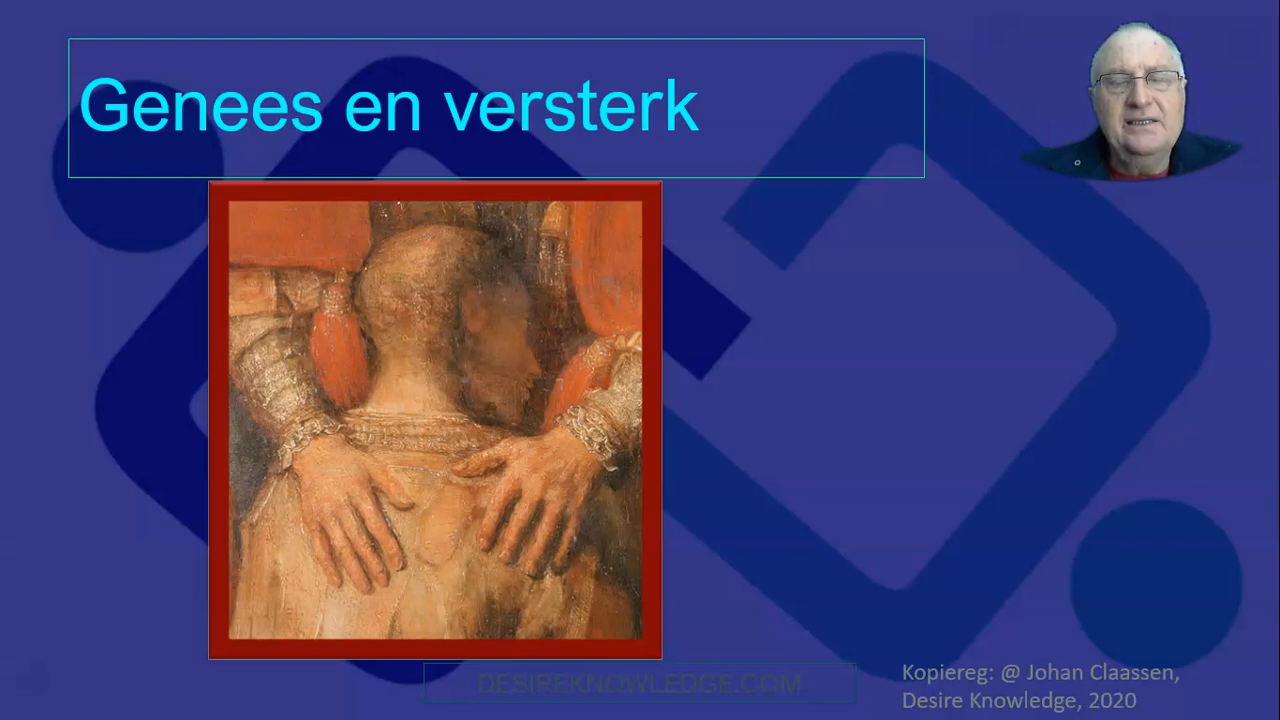 Genees en versterk
DESIREKNOWLEDGE.COM
Kopiereg: @ Johan Claassen,
Desire Knowledge, 2020